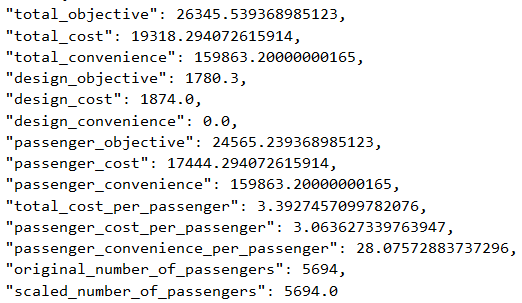 "total_objective": 26345.539368985123,
"total_cost": 19318.294072615914,
"total_convenience": 159863.20000000165,
"design_objective": 1780.3,
"design_cost": 1874.0,
"design_convenience": 0.0,
"passenger_objective": 24565.239368985123,
"passenger_cost": 17444.294072615914,
"passenger_convenience": 159863.20000000165,
"total_cost_per_passenger": 3.3927457099782076,
"passenger_cost_per_passenger": 3.063627339763947,
"passenger_convenience_per_passenger": 28.07572883737296,
"original_number_of_passengers": 5694,
"scaled_number_of_passengers": 5694.0